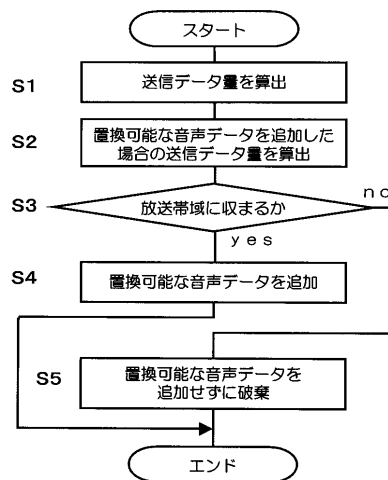 スタート
S1
送信データ量を算出
S2
置換可能な音声データを追加した
場合の送信データ量を算出
S3
放送帯域に収まるか
no
yes
S4
置換可能な音声データを追加
S5
置換可能な音声データを
追加せずに破棄
エンド